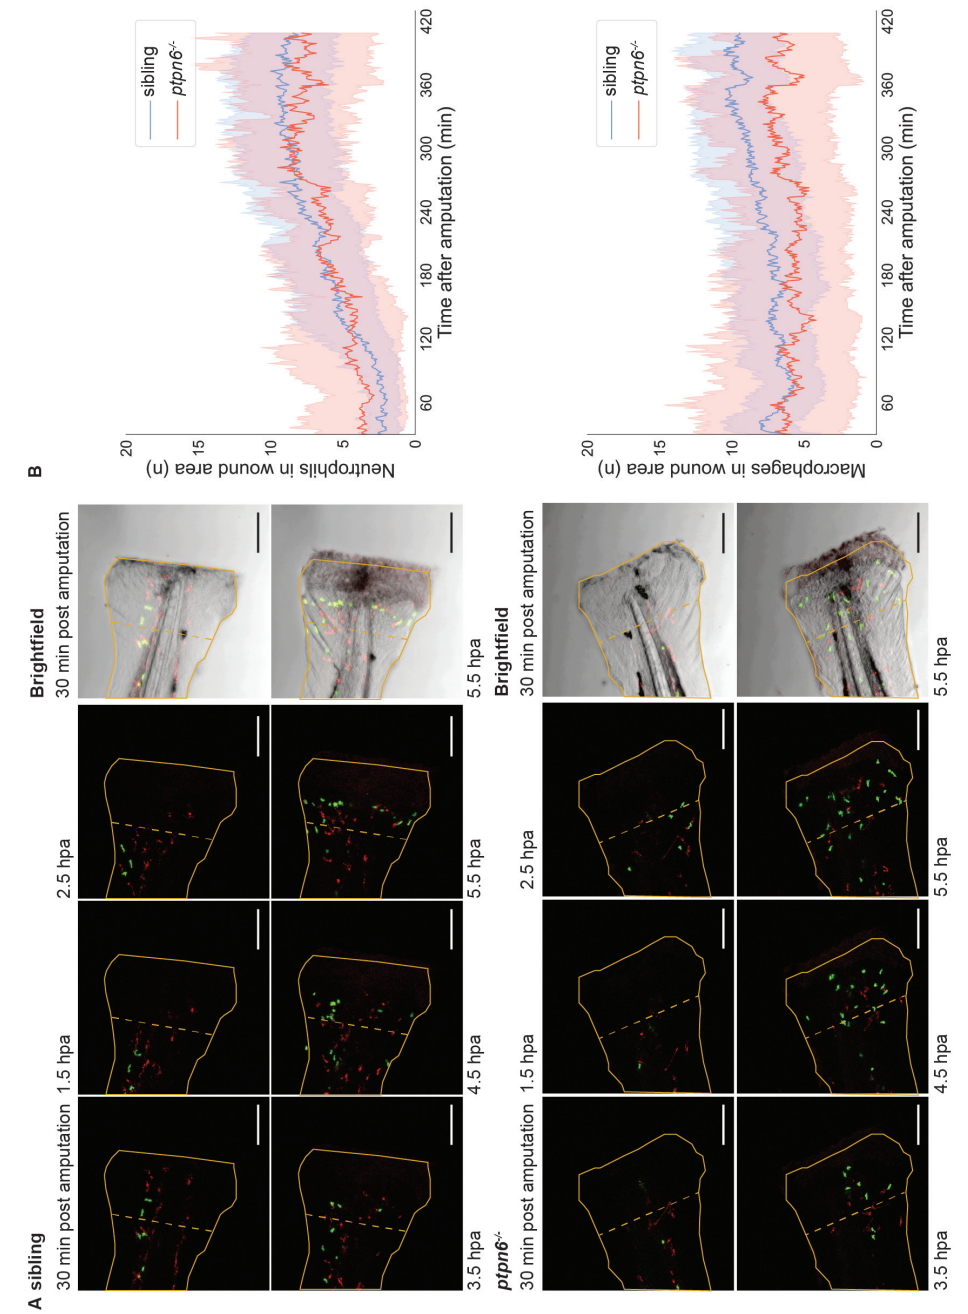 A sibling
30 min post amputation
1.5 hpa
2.5 hpa
Brightfield
30 min post amputation
3.5 hpa
4.5 hpa
5.5 hpa
5.5 hpa
ptpn6-/-
30 min post amputation
1.5 hpa
2.5 hpa
Brightfield
30 min post amputation
3.5 hpa
4.5 hpa
5.5 hpa
5.5 hpa
B
Neutrophils in wound area (n)
20
15
10
5
0
60 120 180 240 300 360 420
Time after amputation (min)
sibling
ptpn6-/-
Macrophages in wound area (n)
20
15
10
5
0
60 120 180 240 300 360 420
Time after amputation (min)
sibling
ptpn6-/-